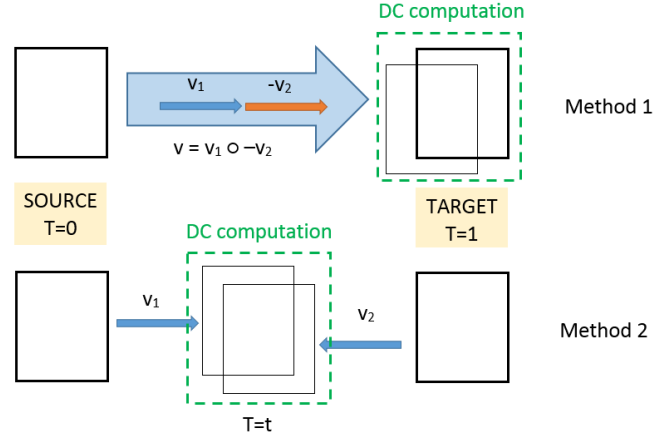 DC computation
v₁
-v₂
Method 1
v = v₁ o –v₂
SOURCE
T=0
TARGET
T=1
DC computation
v₁
v₂
Method 2
T=t